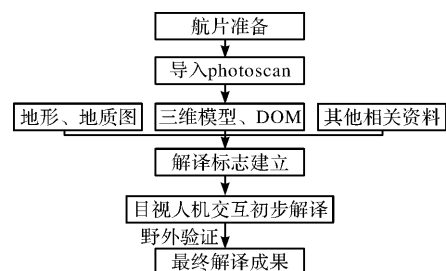 航片准备
导入photoscan
地形、地质图
三维模型、DOM
其他相关资料
解译标志建立
目视人机交互初步解译
野外验证
最终解译成果